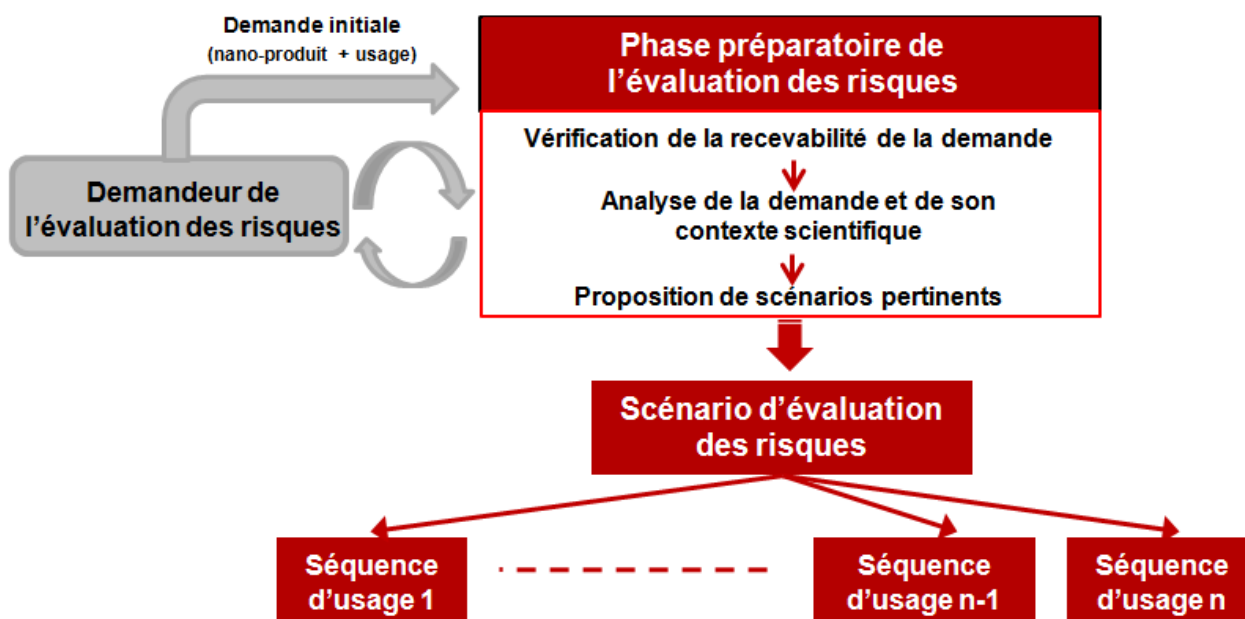 Demande initiale
(nano-produit + usage)
Phase préparatoire de
l’évaluation des risques
Vérification de la recevabilité de la demande
Demandeur de
l’évaluation des risques
Analyse de la demande et de son
contexte scientifique
Proposition de scénarios pertinents
Scénario d’évaluation
des risques
Séquence
d’usage 1
Séquence
d’usage n-1
Séquence
d’usage n